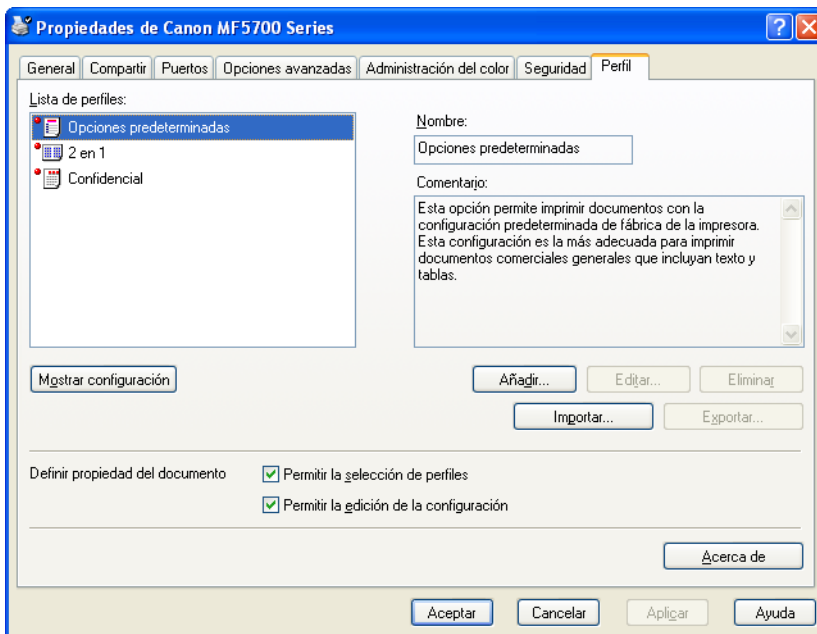 Propiedades de Canon MF5700 Series
General Compartir Puertos Opciones avanzadas Administración del color Seguridad Perfil
Lista de perfiles:
Opciones predeterminadas
2 en 1
Confidencial
Nombre:
Opciones predeterminadas
Comentario:
Esta opción permite imprimir documentos con la
configuración predeterminada de fábrica de la impresora.
Esta configuración es la más adecuada para imprimir
documentos comerciales generales que incluyan texto y
tablas.
Mostrar configuración
Añadir... Editar... Eliminar
Importar... Exportar...
Definir propiedad del documento
Permitir la selección de perfiles
Permitir la edición de la configuración
Acerca de
Aceptar Cancelar Aplicar Ayuda